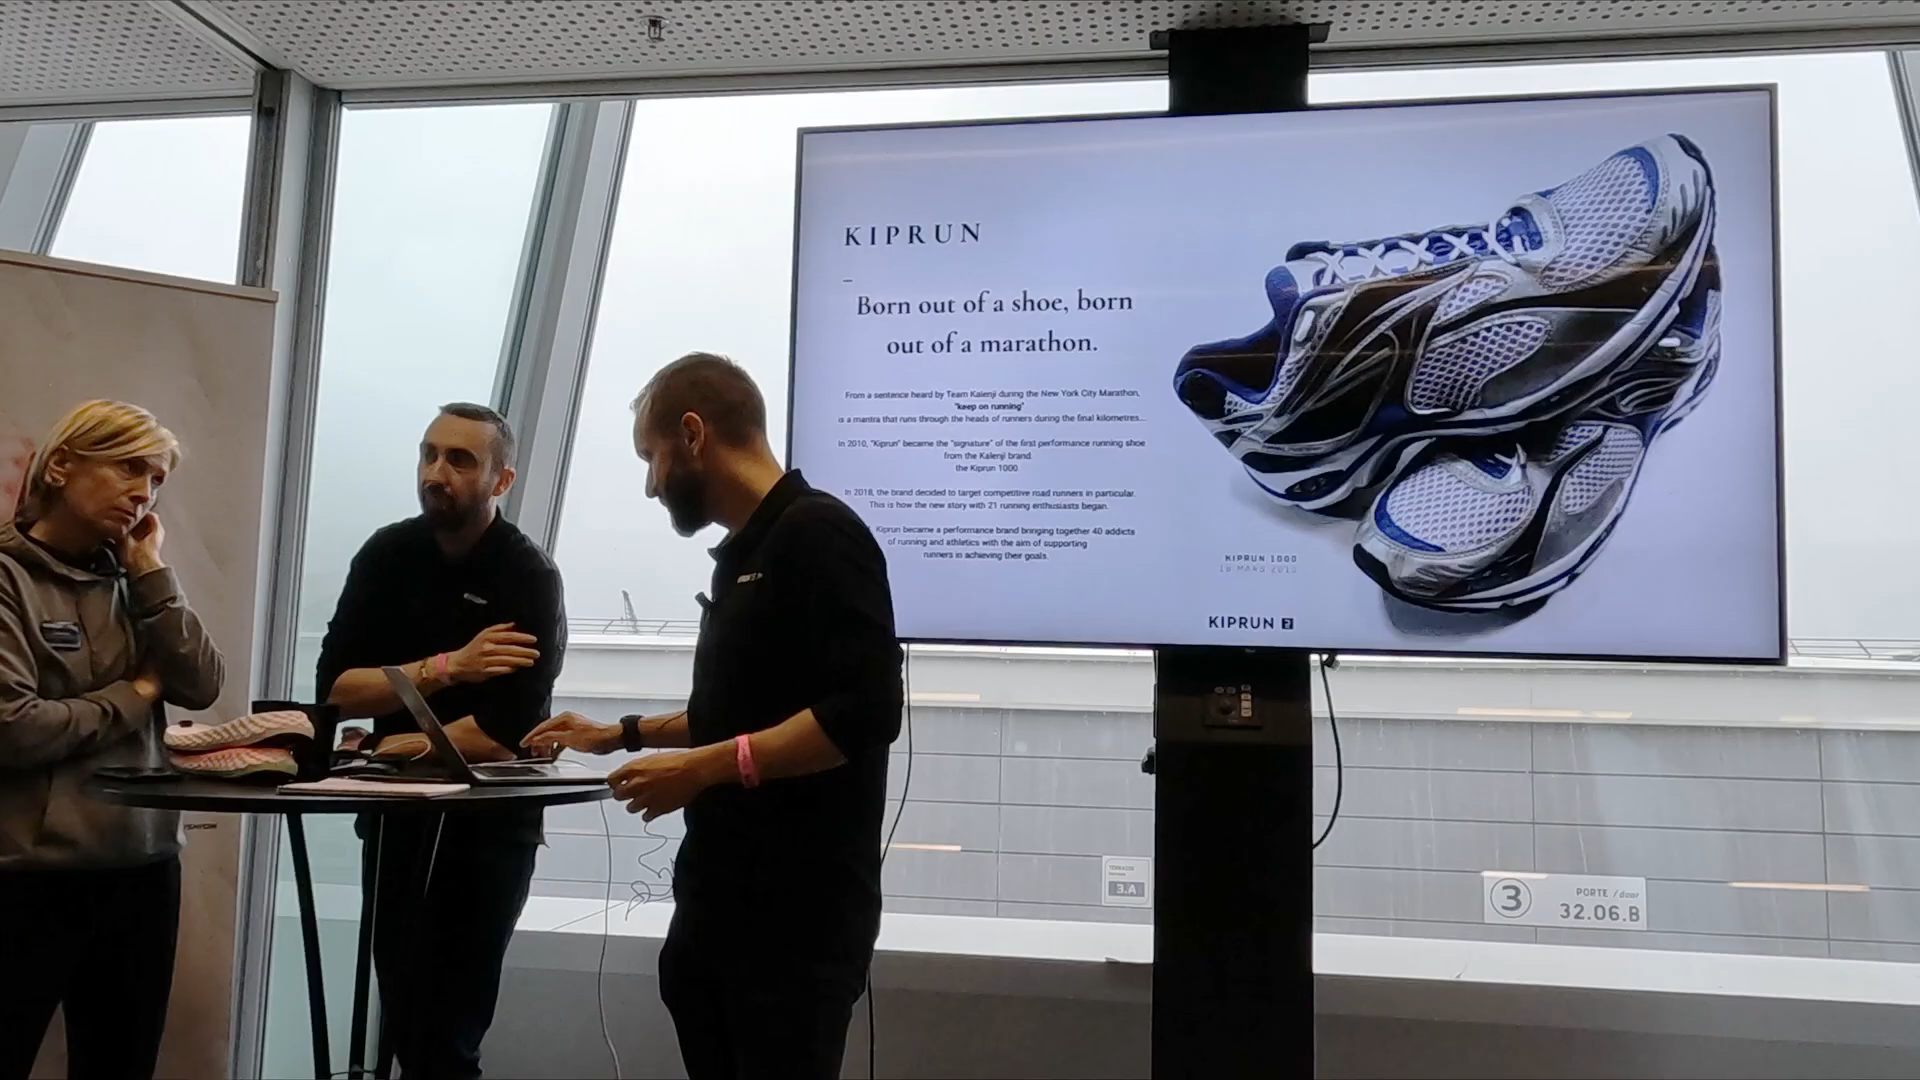 KIPRUN
–
Born out of a shoe, born
out of a marathon.
From a sentence heard by Team Kalenji during the New York City Marathon,
"keep on running"
is a mantra that runs through the heads of runners during the final kilometres...
In 2010, "Kiprun" became the "signature" of the first performance running shoe
from the Kalenji brand.
the Kiprun 1000.
In 2018, the brand decided to target competitive road runners in particular.
This is how the new story with 21 running enthusiasts began.
Kiprun became a performance brand bringing together 40 addicts
of running and athletics with the aim of supporting
runners in achieving their goals.
KIPRUN 1000
18 MARS 2010
KIPRUN
TERRASSE
3.A
3
PORTE / door
32.06.B